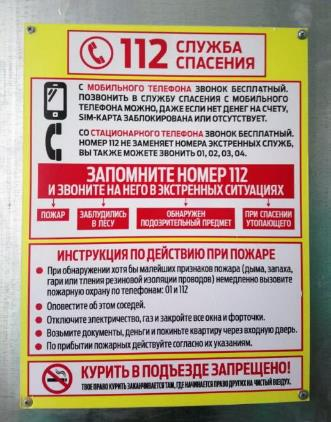 112 СЛУЖБА
СПАСЕНИЯ
С МОБИЛЬНОГО ТЕЛЕФОНА ЗВОНОК БЕСПЛАТНЫЙ.
ПОЗВОНИТЬ В СЛУЖБУ СПАСЕНИЯ С МОБИЛЬНОГО
ТЕЛЕФОНА МОЖНО, ДАЖЕ ЕСЛИ НЕТ ДЕНЕГ НА СЧЕТУ,
SIM-КАРТА ЗАБЛОКИРОВАНА ИЛИ ОТСУТСТВУЕТ.
СО СТАЦИОНАРНОГО ТЕЛЕФОНА ЗВОНОК БЕСПЛАТНЫЙ.
НОМЕР 112 НЕ ЗАМЕНЯЕТ НОМЕРА ЭКСТРЕННЫХ СЛУЖБ,
ВЫ ТАКЖЕ МОЖЕТЕ ЗВОНИТЬ 01, 02, 03, 04.
ЗАПОМНИТЕ НОМЕР 112
И ЗВОНИТЕ НА НЕГО В ЭКСТРЕННЫХ СИТУАЦИЯХ
ПОЖАР
ЗАБЛУДИЛИСЬ
В ЛЕСУ
ОБНАРУЖЕН
ПОДОЗРИТЕЛЬНЫЙ ПРЕДМЕТ
ПРИ СПАСЕНИИ
УТОПАЮЩЕГО
ИНСТРУКЦИЯ ПО ДЕЙСТВИЮ ПРИ ПОЖАРЕ
• При обнаружении хотя бы малейших признаков пожара (дыма, запаха,
гари или тления резиновой изоляции проводов) немедленно вызовите
пожарную охрану по телефонам: 01 и 112
• Оповестите об этом соседей.
• Отключите электричество, газ и закройте все окна и форточки.
• Возьмите документы, деньги и покиньте квартиру через входную дверь.
• По прибытии пожарных действуйте согласно их указаниям.
КУРИТЬ В ПОДЪЕЗДЕ ЗАПРЕЩЕНО!
ТВОЕ ПРАВО КУРИТЬ ЗАКАНЧИВАЕТСЯ ТАМ, ГДЕ НАЧИНАЕТСЯ ПРАВО ДРУГИХ НА ЧИСТЫЙ ВОЗДУХ.